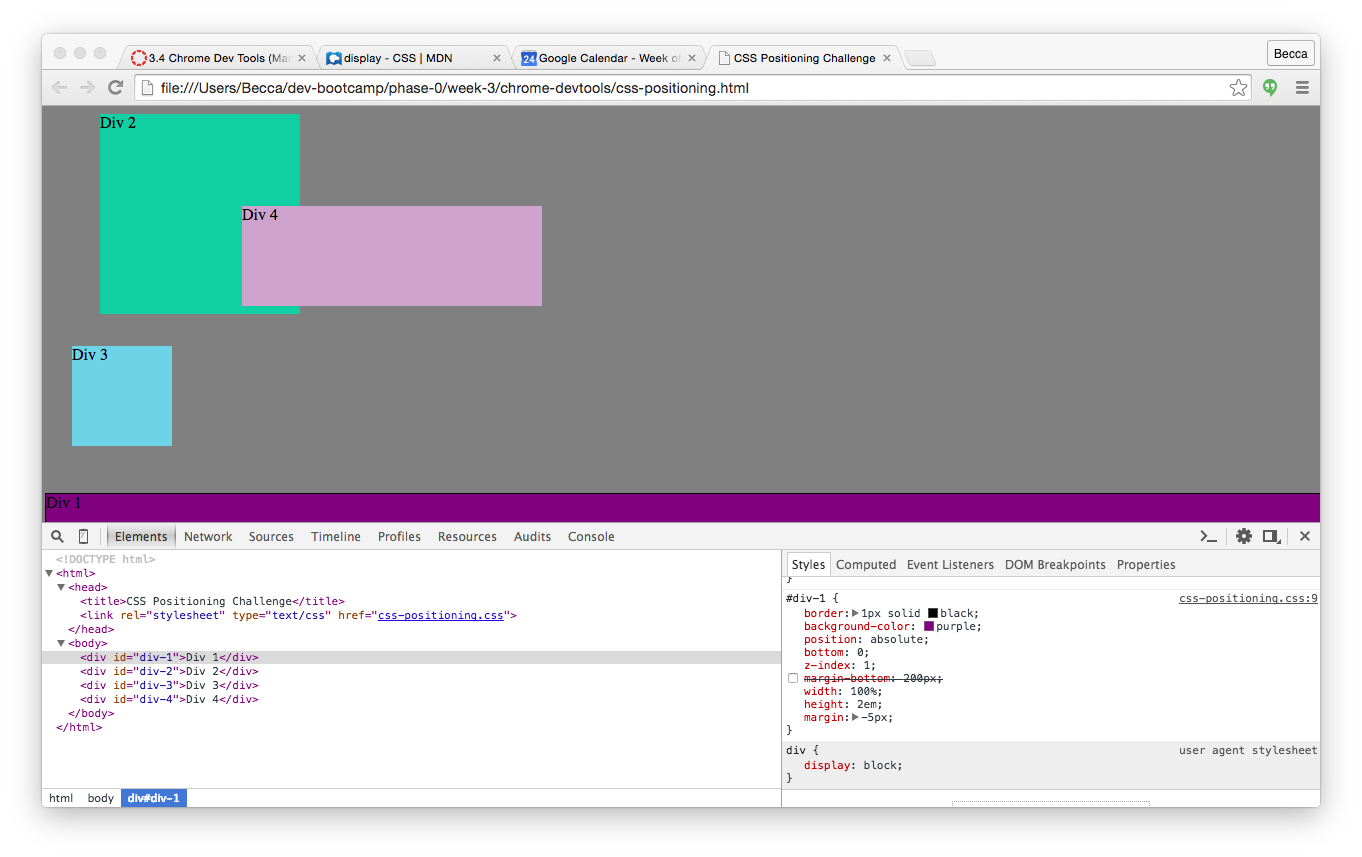 3.4 Chrome Dev Tools (Mar
display - CSS | MDN
24 Google Calendar - Week of
CSS Positioning Challenge
Becca
file:///Users/Becca/dev-bootcamp/phase-0/week-3/chrome-devtools/css-positioning.html
Div 2
Div 4
Div 3
Div 1
Elements Network Sources Timeline Profiles Resources Audits Console
<!DOCTYPE html>
<html>
<head>
<title>CSS Positioning Challenge</title>
<link rel="stylesheet" type="text/css" href="css-positioning.css">
</head>
<body>
<div id="div-1">Div 1</div>
<div id="div-2">Div 2</div>
<div id="div-3">Div 3</div>
<div id="div-4">Div 4</div>
</body>
</html>
html body div#div-1
Styles Computed Event Listeners DOM Breakpoints Properties
}
#div-1 { css-positioning.css:9
border: 1px solid black;
background-color: purple;
position: absolute;
bottom: 0;
z-index: 1;
margin-bottom: 200px;
width: 100%;
height: 2em;
margin: -5px;
}
div { user agent stylesheet
display: block;
}